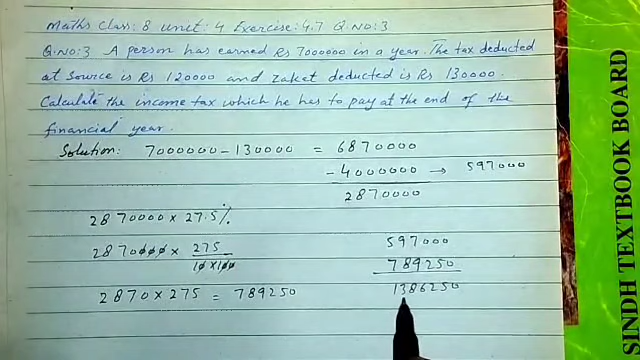 Maths Class: 8 unit: 4 Exercise: 4.7 Q.NO:3
Q.NO:3 A person has earned Rs 7000000 in a year. The tax deducted
at source is Rs 120000 and zaket deducted is Rs 130000.
Calculate the income tax which he has to pay at the end of the
financial year.
Solution: 7000000 - 130000 = 6870000
- 4000000 → 597000
2870000
2870000 × 27.5%
2870000 × 275/10×100
2870 × 275 = 789250
597000
789250
1386250
SINDH TEXTBOOK BOARD